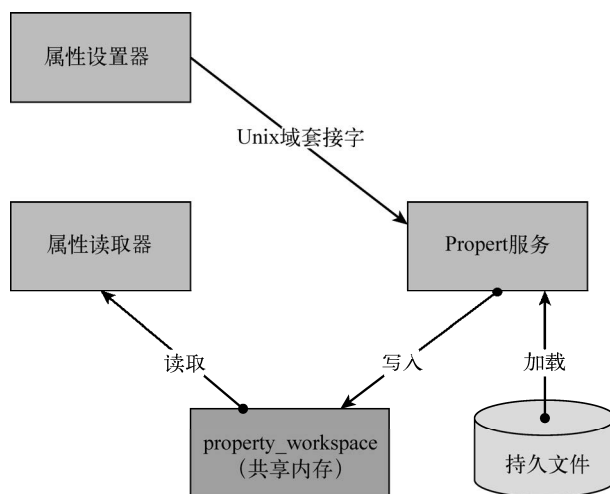 属性设置器
Unix域套接字
属性读取器
Propert服务
读取
写入
加载
property_workspace
（共享内存）
持久文件